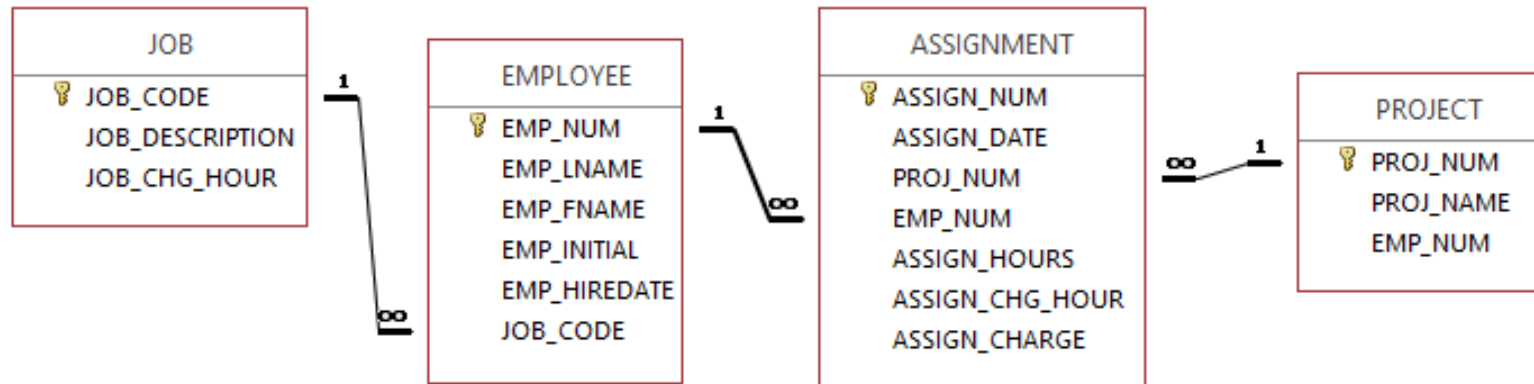 JOB
JOB_CODE
JOB_DESCRIPTION
JOB_CHG_HOUR
1
∞
EMPLOYEE
EMP_NUM
EMP_LNAME
EMP_FNAME
EMP_INITIAL
EMP_HIREDATE
JOB_CODE
1
∞
ASSIGNMENT
ASSIGN_NUM
ASSIGN_DATE
PROJ_NUM
EMP_NUM
ASSIGN_HOURS
ASSIGN_CHG_HOUR
ASSIGN_CHARGE
∞
1
PROJECT
PROJ_NUM
PROJ_NAME
EMP_NUM